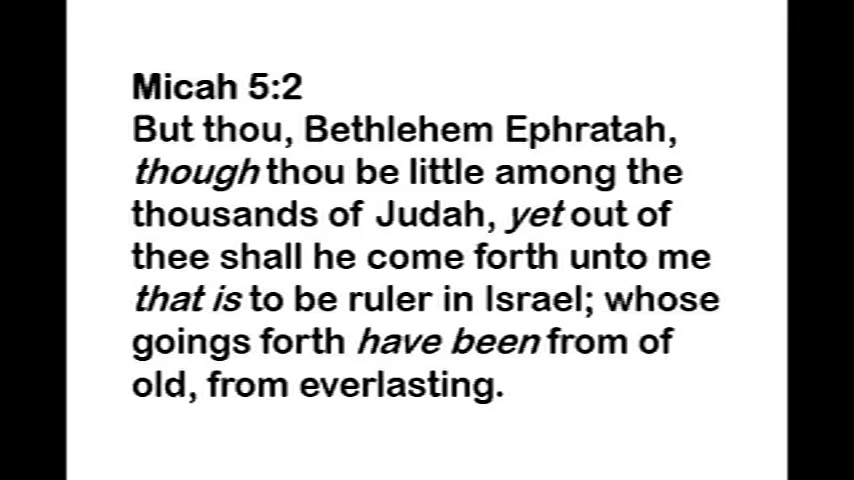 Micah 5:2
But thou, Bethlehem Ephratah,
though thou be little among the
thousands of Judah, yet out of
thee shall he come forth unto me
that is to be ruler in Israel; whose
goings forth have been from of
old, from everlasting.